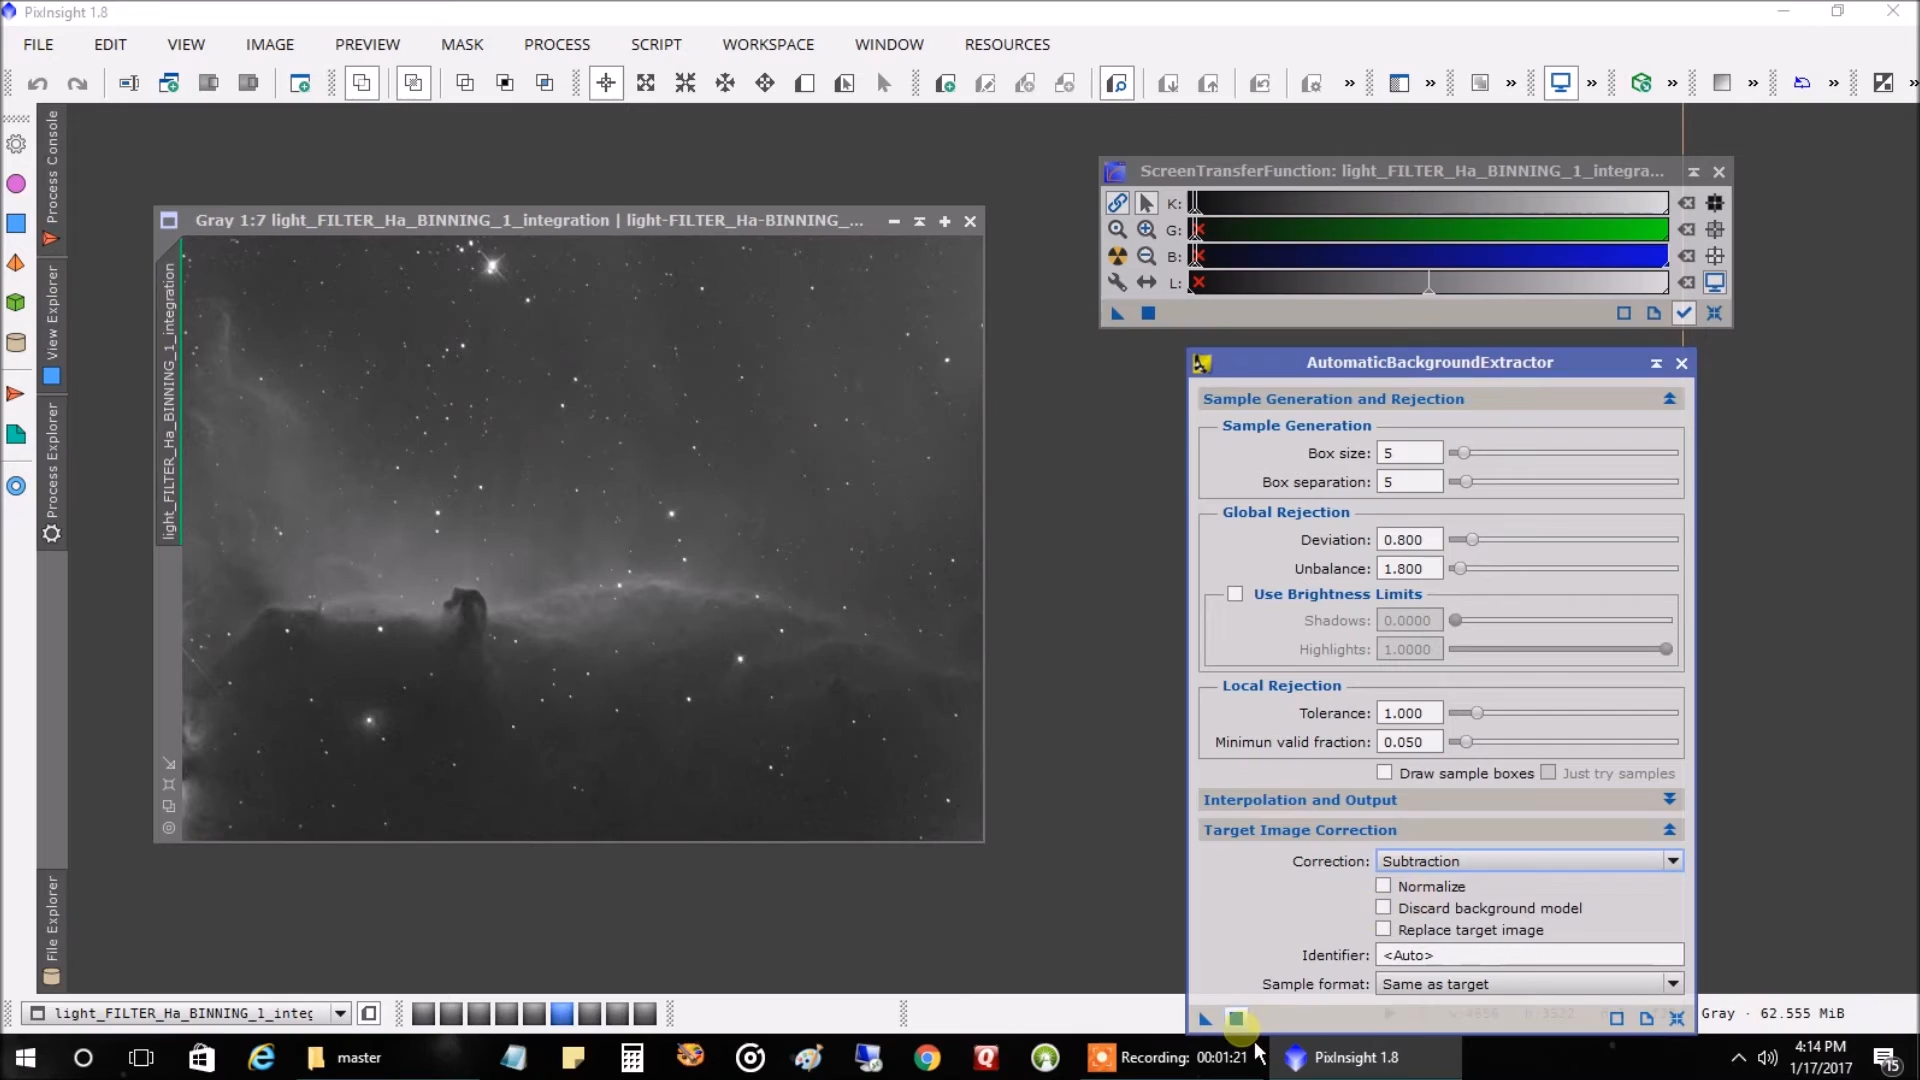 PixInsight 1.8
FILE EDIT VIEW IMAGE PREVIEW MASK PROCESS SCRIPT WORKSPACE WINDOW RESOURCES
Process Console
View Explorer
Process Explorer
File Explorer
Gray 1:7 light_FILTER_Ha_BINNING_1_integration | light-FILTER_Ha-BINNING_...
light_FILTER_Ha_BINNING_1_integration
ScreenTransferFunction: light_FILTER_Ha_BINNING_1_integra...
K:
G:
B:
L:
AutomaticBackgroundExtractor
Sample Generation and Rejection
Sample Generation
Box size: 5
Box separation: 5
Global Rejection
Deviation: 0.800
Unbalance: 1.800
Use Brightness Limits
Shadows: 0.0000
Highlights: 1.0000
Local Rejection
Tolerance: 1.000
Minimun valid fraction: 0.050
Draw sample boxes Just try samples
Interpolation and Output
Target Image Correction
Correction: Subtraction
Normalize
Discard background model
Replace target image
Identifier: <Auto>
Sample format: Same as target
light_FILTER_Ha_BINNING_1_integ
Gray · 62.555 MiB
master
Recording: 00:01:21
PixInsight 1.8
4:14 PM
1/17/2017
15